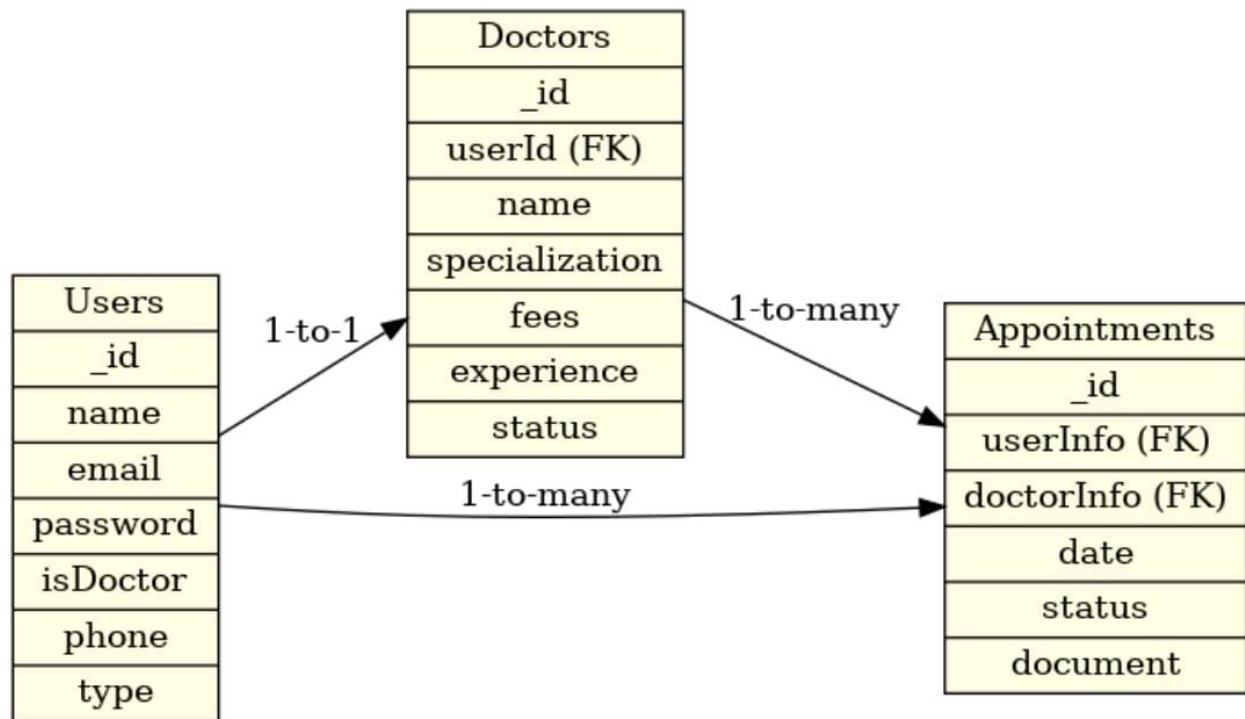 Doctors
_id
userId (FK)
name
specialization
fees
experience
status
Users
_id
name
email
password
isDoctor
phone
type
1-to-1
1-to-many
1-to-many
Appointments
_id
userInfo (FK)
doctorInfo (FK)
date
status
document